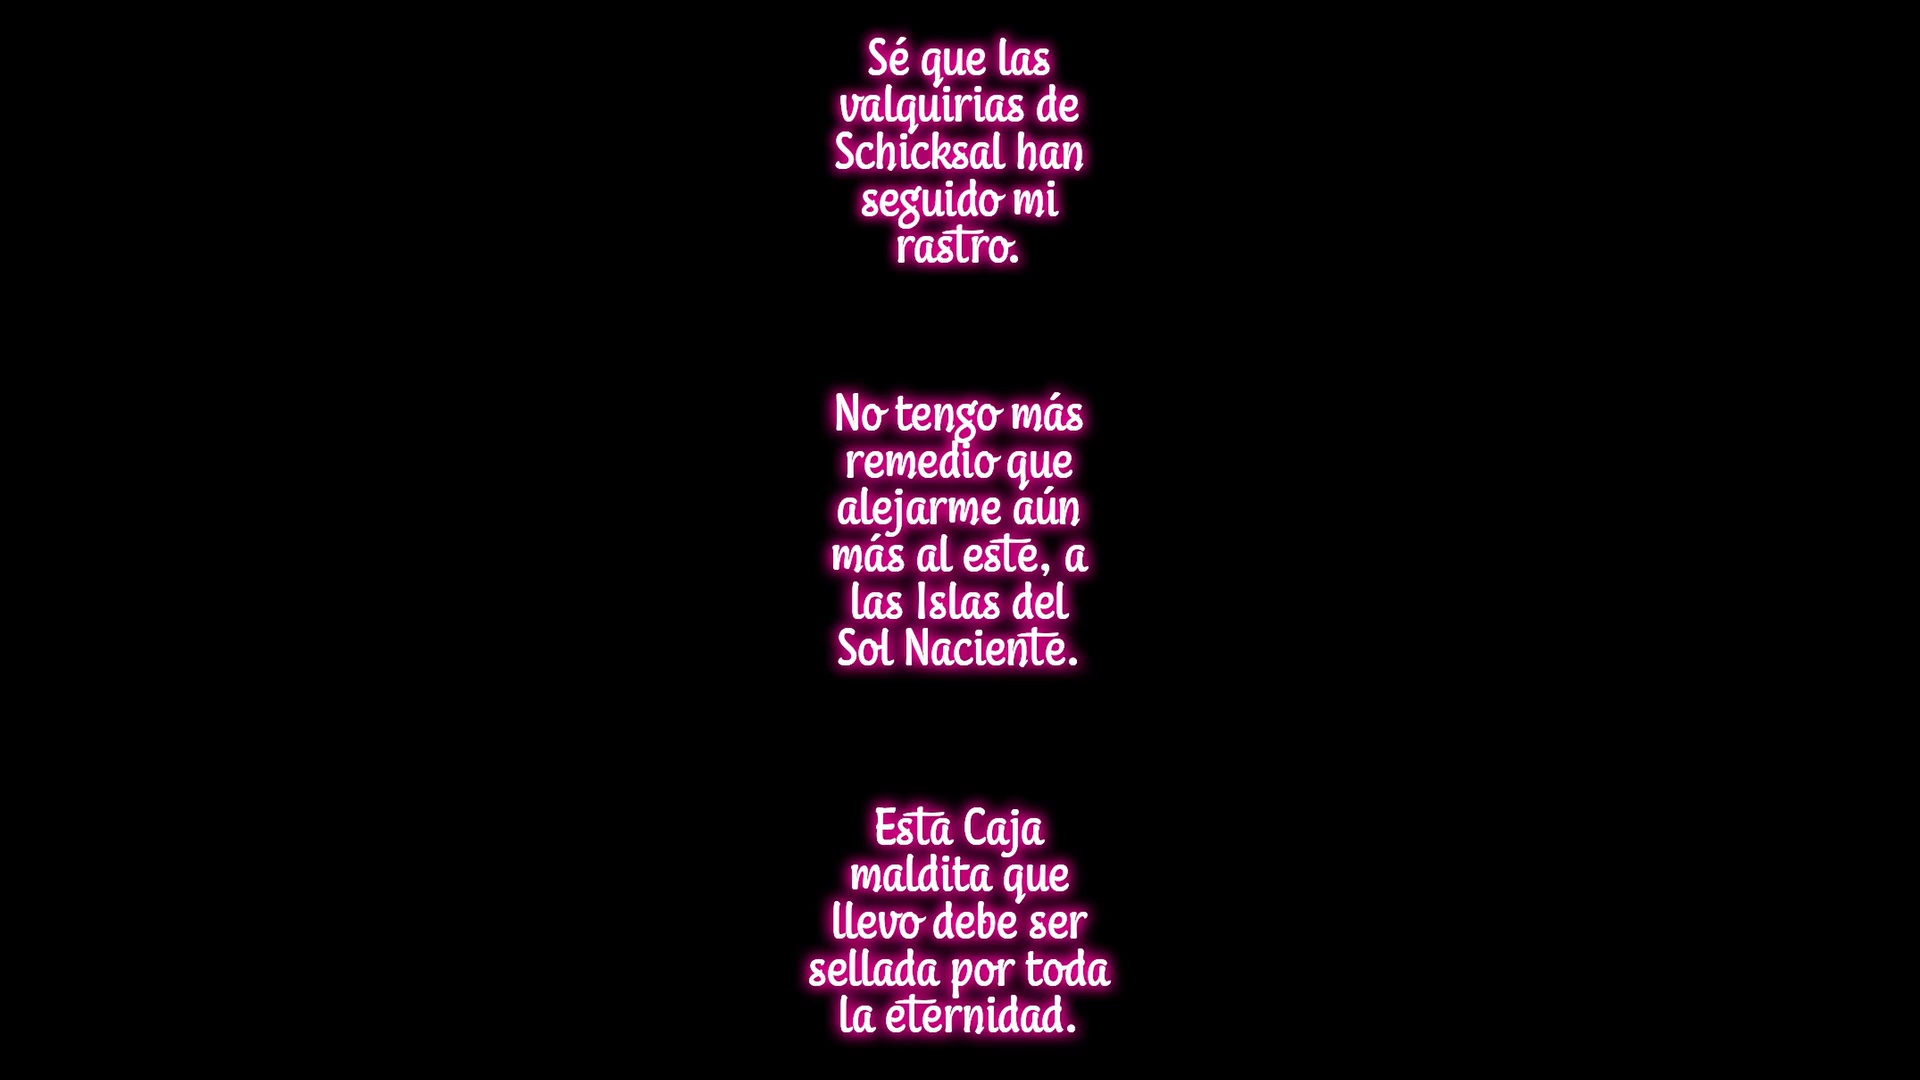 Sé que las
valquirias de
Schicksal han
seguido mi
rastro.
No tengo más
remedio que
alejarme aún
más al este, a
las Islas del
Sol Naciente.
Esta Caja
maldita que
llevo debe ser
sellada por toda
la eternidad.